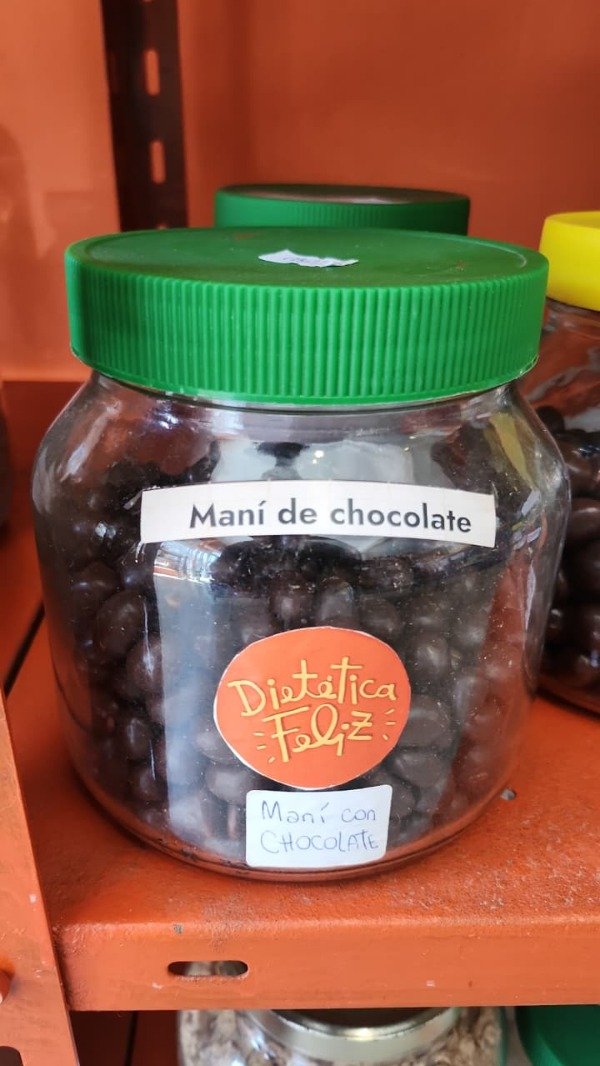 Maní de chocolate
Dietética
Feliz
Maní con
CHOCOLATE